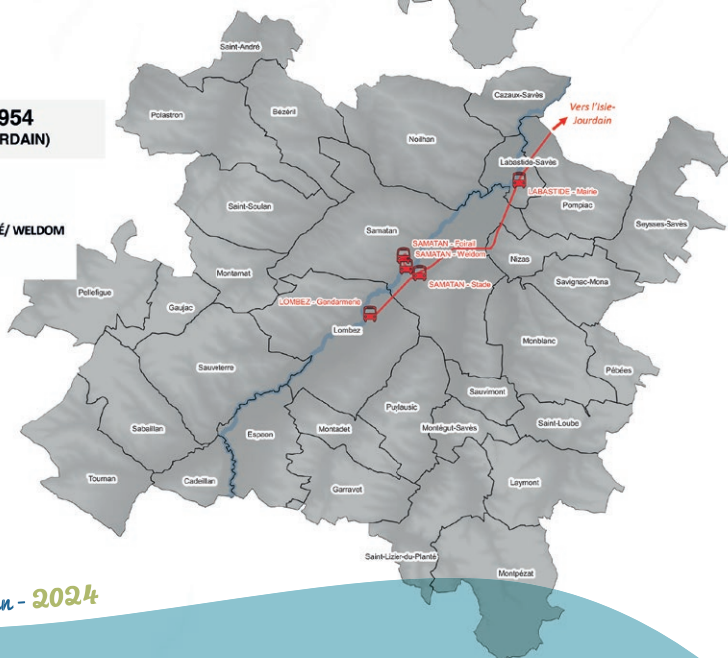 Saint-André
954
RDAIN)
É/ WELDOM
Polastron
Bézéril
Noilhan
Cazaux-Savès
Vers l'Isle-
Jourdain
Labastide-Savès
LABASTIDE - Mairie
Pompiac
Seysses-Savès
Saint-Soulan
Samatan
SAMATAN - Foirail
SAMATAN - Weldom
SAMATAN - Stade
Nizas
Savignac-Mona
Montamat
Pellefigue
Gaujac
LOMBEZ - Gendarmerie
Lombez
Monblanc
Pébées
Sauveterre
Sauvimont
Puylausic
Sabaillan
Espaon
Montadet
Montégut-Savès
Saint-Loube
Tournan
Cadeillan
Garravet
Laymont
Saint-Lizier-du-Planté
Montpézat
n - 2024